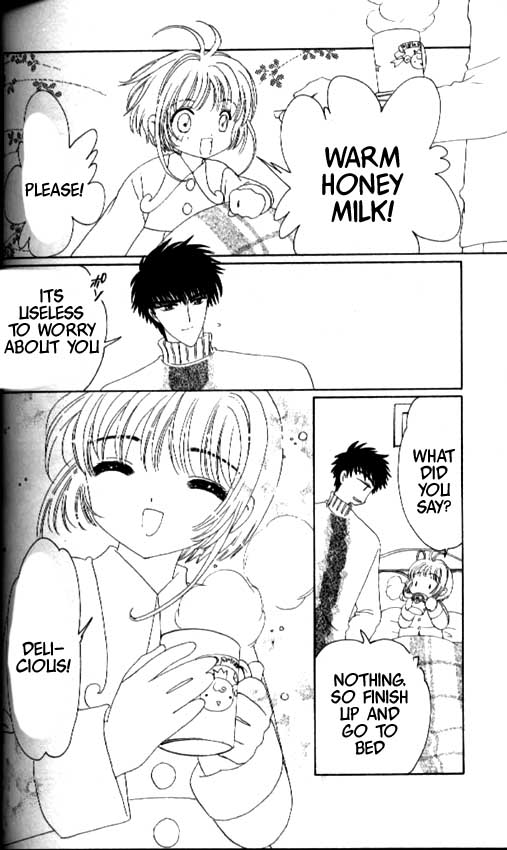 WARM
HONEY
MILK!
PLEASE!
ITS
USELESS
TO WORRY
ABOUT YOU
WHAT
DID
YOU
SAY?
NOTHING.
SO FINISH
UP AND
GO TO
BED
DELI-
CIOUS!